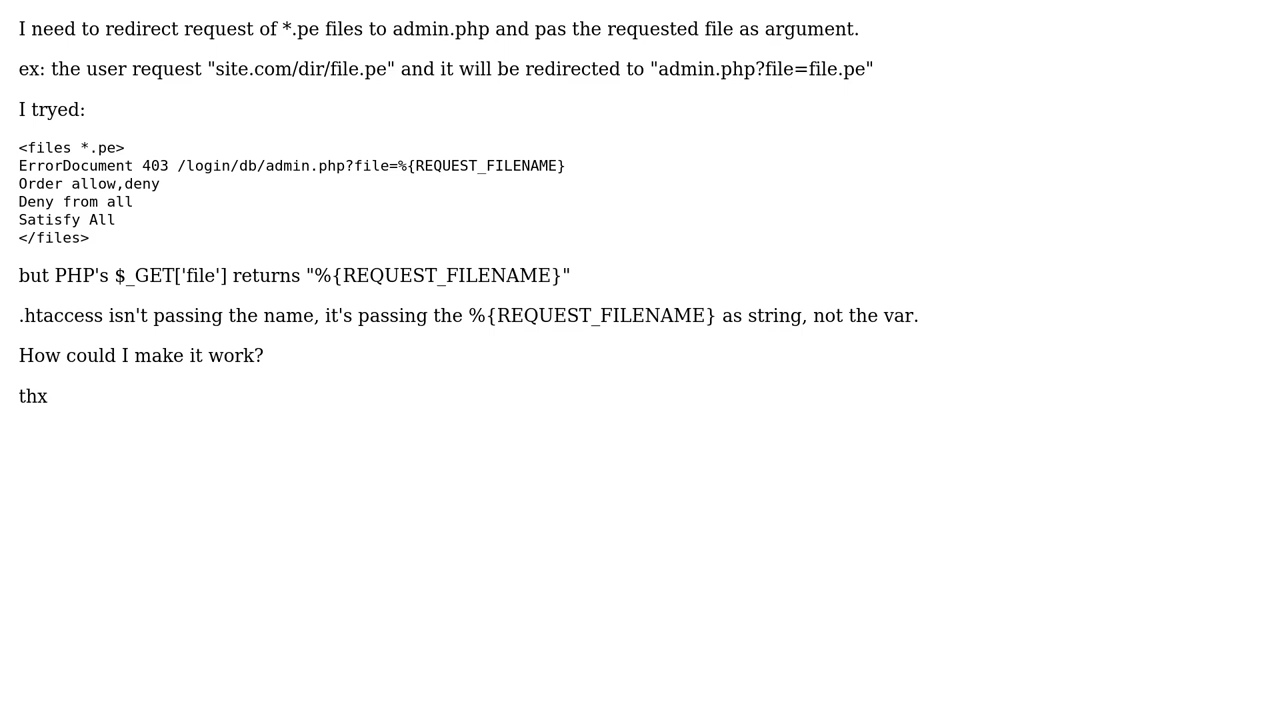 I need to redirect request of *.pe files to admin.php and pas the requested file as argument.
ex: the user request "site.com/dir/file.pe" and it will be redirected to "admin.php?file=file.pe"
I tryed:
<files *.pe>
ErrorDocument 403 /login/db/admin.php?file=%{REQUEST_FILENAME}
Order allow,deny
Deny from all
Satisfy All
</files>
but PHP's $_GET['file'] returns "%{REQUEST_FILENAME}"
.htaccess isn't passing the name, it's passing the %{REQUEST_FILENAME} as string, not the var.
How could I make it work?
thx